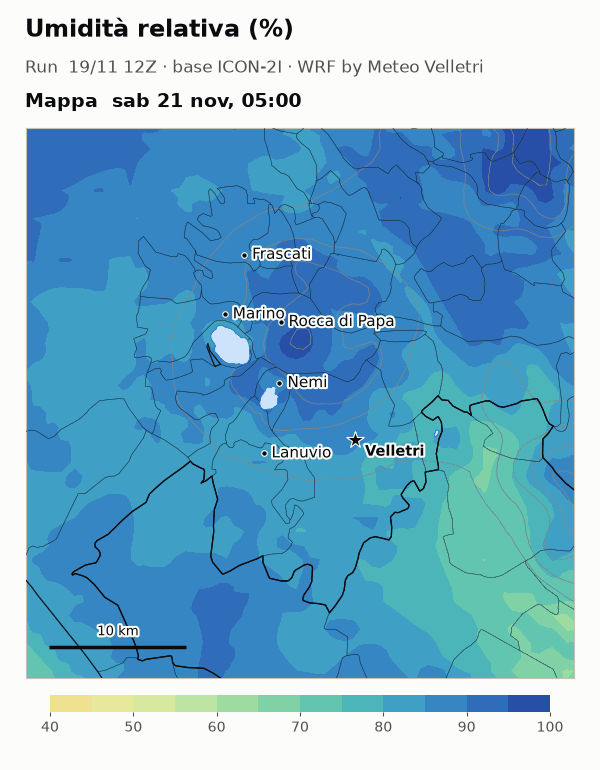 Umidità relativa (%)
Run  19/11 12Z · base ICON-2I · WRF by Meteo Velletri
Mappa  sab 21 nov, 05:00
Frascati
Marino
Rocca di Papa
Nemi
Velletri
Lanuvio
10 km
40 50 60 70 80 90 100